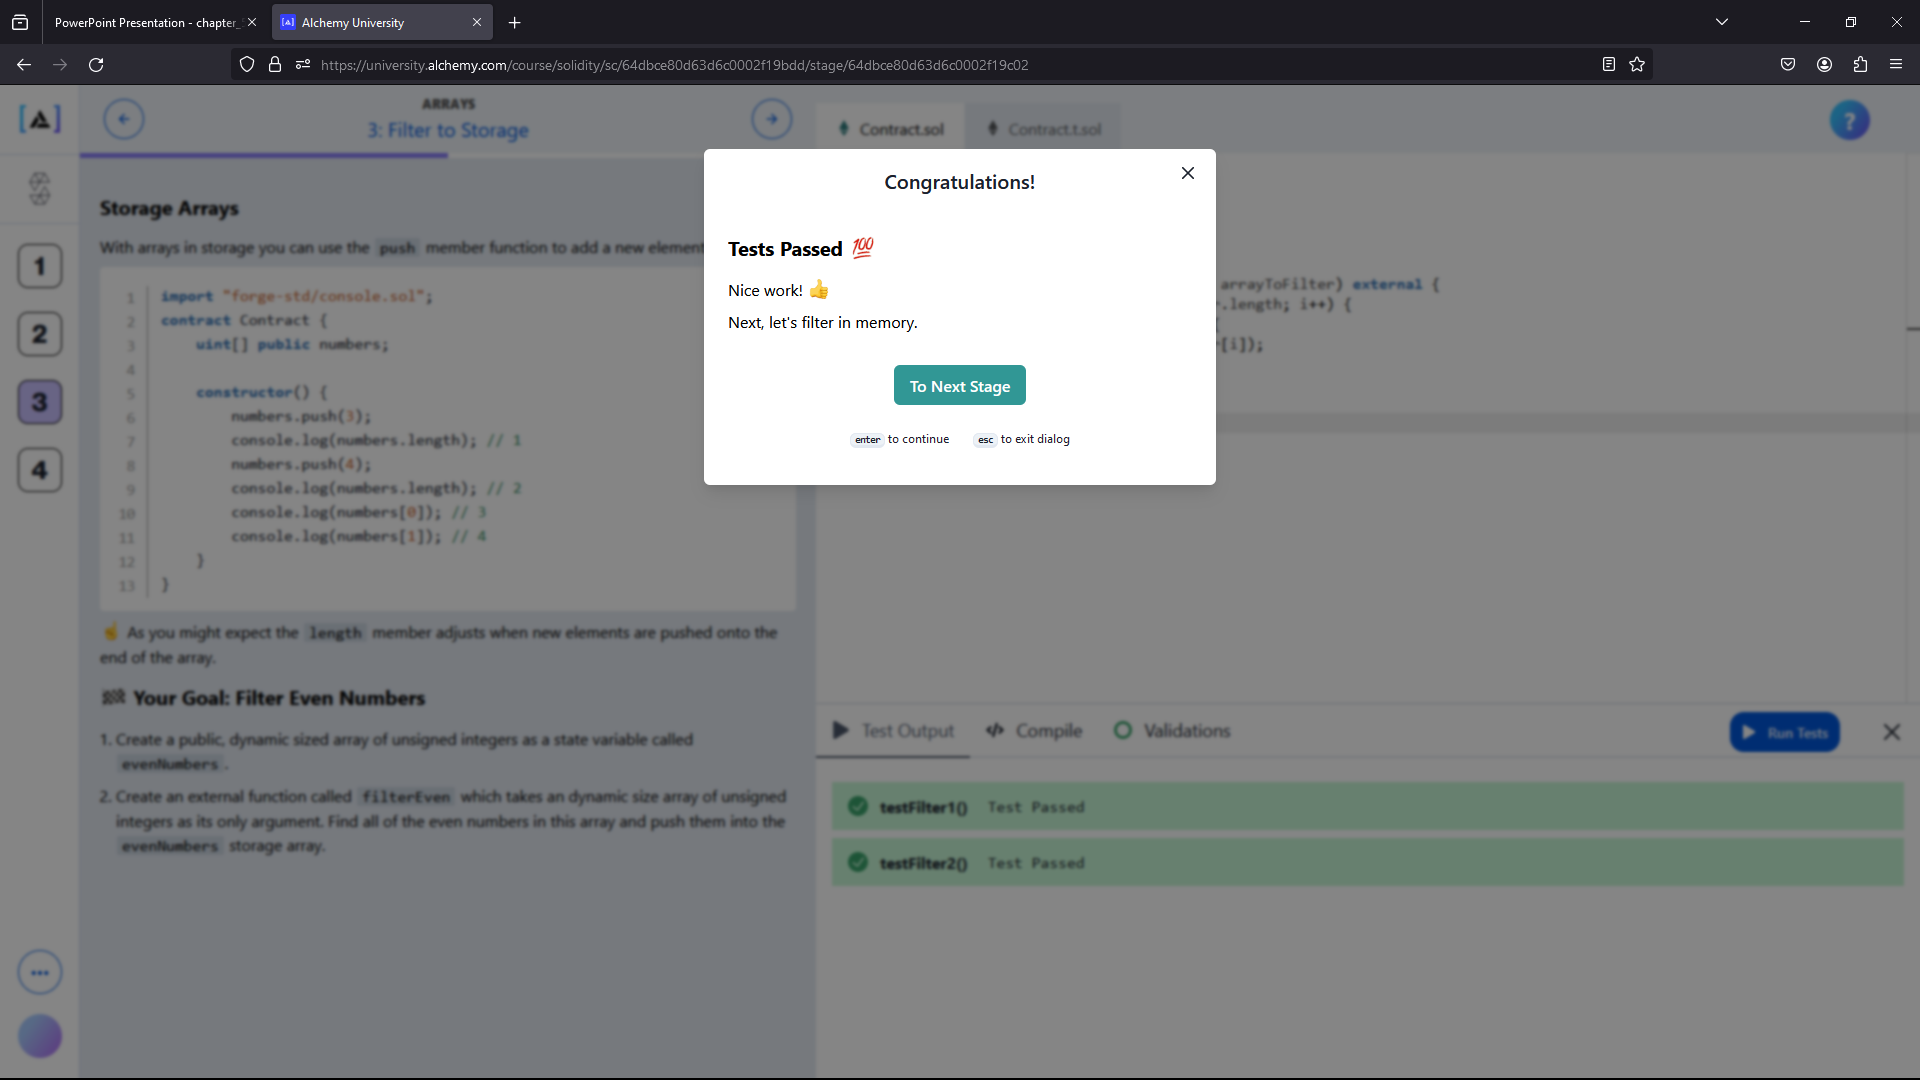 PowerPoint Presentation - chapter_
Alchemy University
https://university.alchemy.com/course/solidity/sc/64dbce80d63d6c0002f19bdd/stage/64dbce80d63d6c0002f19c02
ARRAYS
3: Filter to Storage
Contract.sol
Contract.t.sol
?
1
2
3
4
Storage Arrays
With arrays in storage you can use the push member function to add a new element
1 import "forge-std/console.sol";
2 contract Contract {
3 uint[] public numbers;
4
5 constructor() {
6 numbers.push(3);
7 console.log(numbers.length); // 1
8 numbers.push(4);
9 console.log(numbers.length); // 2
10 console.log(numbers[0]); // 3
11 console.log(numbers[1]); // 4
12 }
13 }
☝️ As you might expect the length member adjusts when new elements are pushed onto the
end of the array.
🏁 Your Goal: Filter Even Numbers
1. Create a public, dynamic sized array of unsigned integers as a state variable called
evenNumbers .
2. Create an external function called filterEven which takes an dynamic size array of unsigned
integers as its only argument. Find all of the even numbers in this array and push them into the
evenNumbers storage array.
Congratulations!
Tests Passed 💯
Nice work! 👍
Next, let's filter in memory.
To Next Stage
enter to continue esc to exit dialog
arrayToFilter) external {
.length; i++) {
{
[i]);
Test Output
Compile
Validations
Run Tests
testFilter1() Test Passed
testFilter2() Test Passed